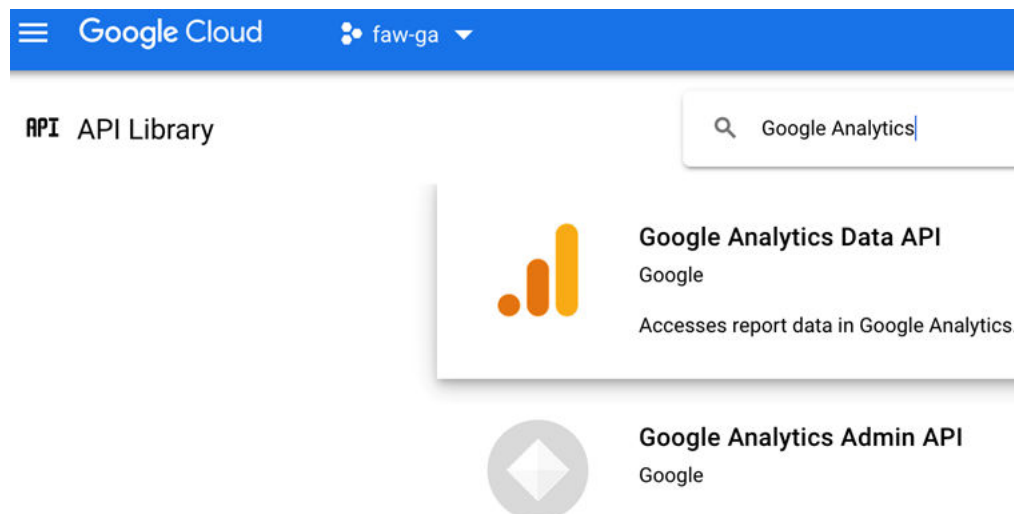 Google Cloud
faw-ga
API API Library
Google Analytics
Google Analytics Data API
Google
Accesses report data in Google Analytics.
Google Analytics Admin API
Google